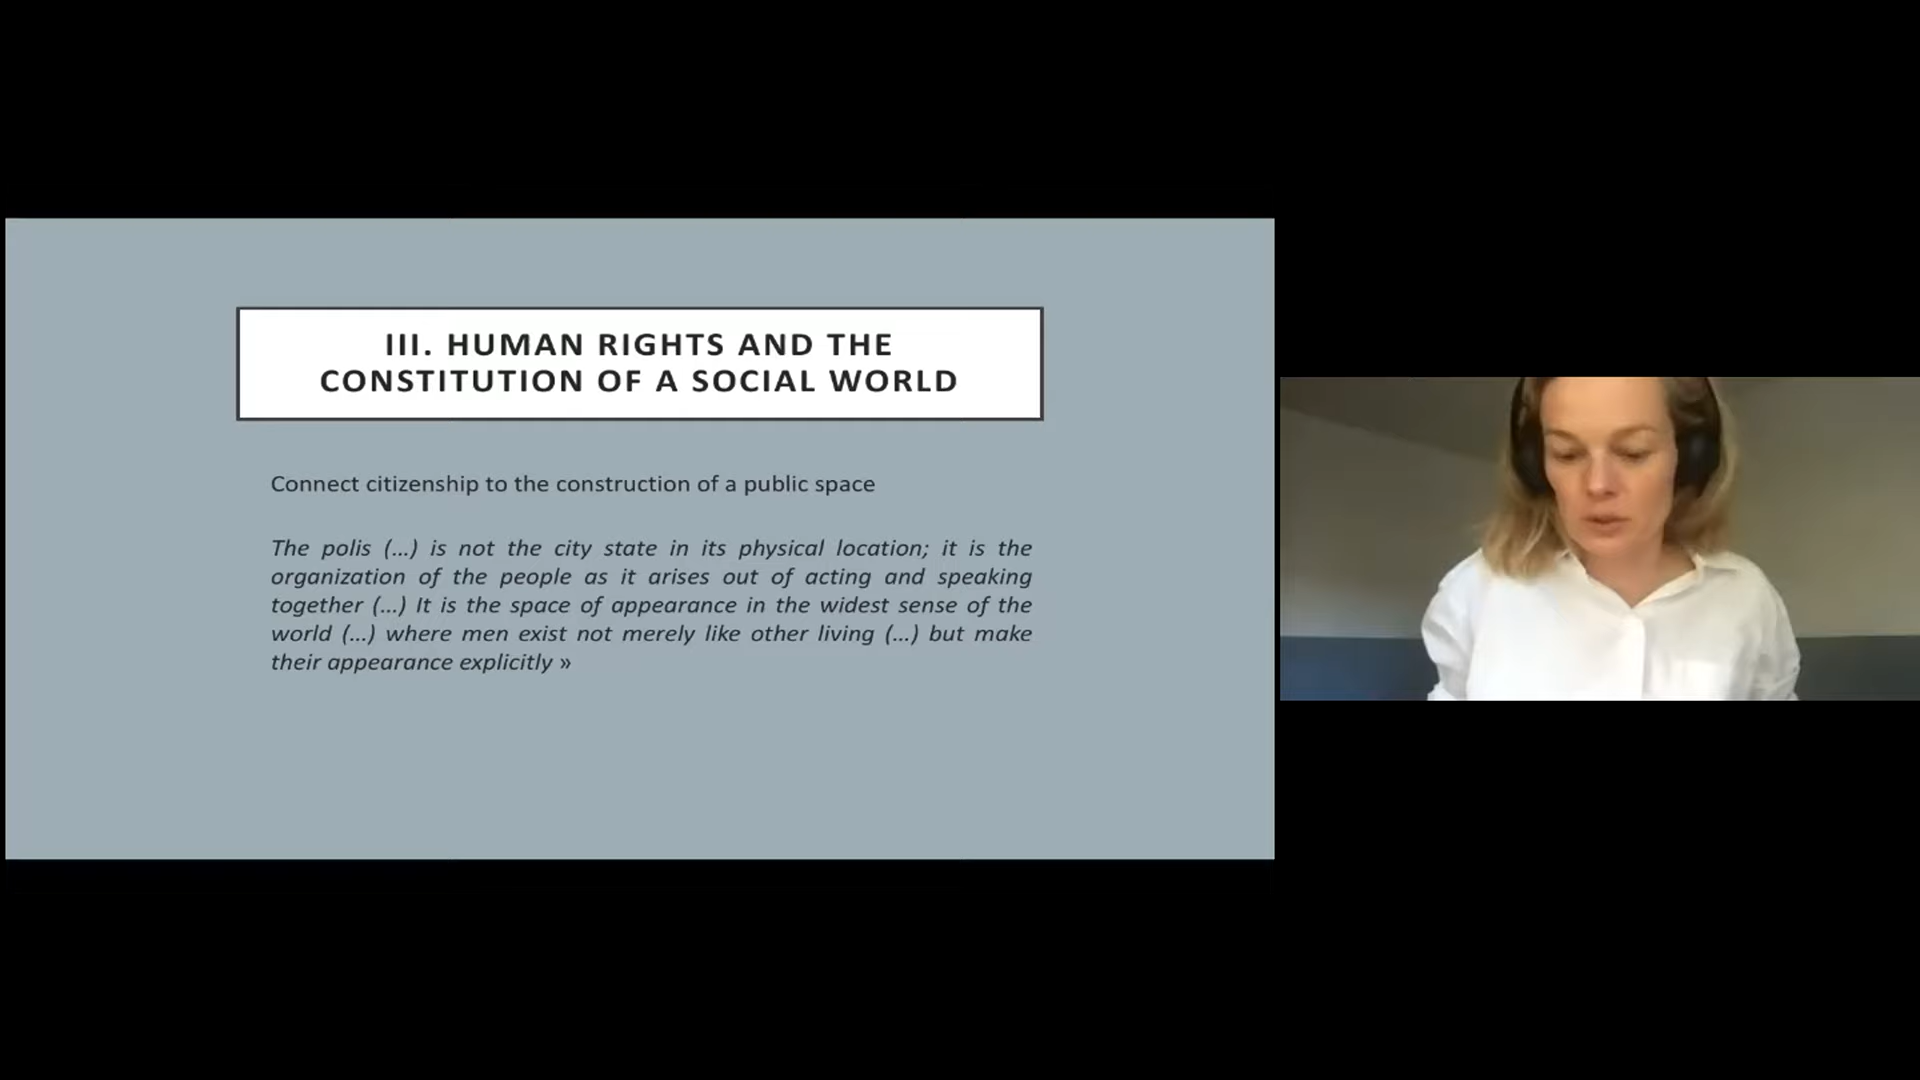 III. HUMAN RIGHTS AND THE
CONSTITUTION OF A SOCIAL WORLD
Connect citizenship to the construction of a public space
The polis (...) is not the city state in its physical location; it is the
organization of the people as it arises out of acting and speaking
together (...) It is the space of appearance in the widest sense of the
world (...) where men exist not merely like other living (...) but make
their appearance explicitly »